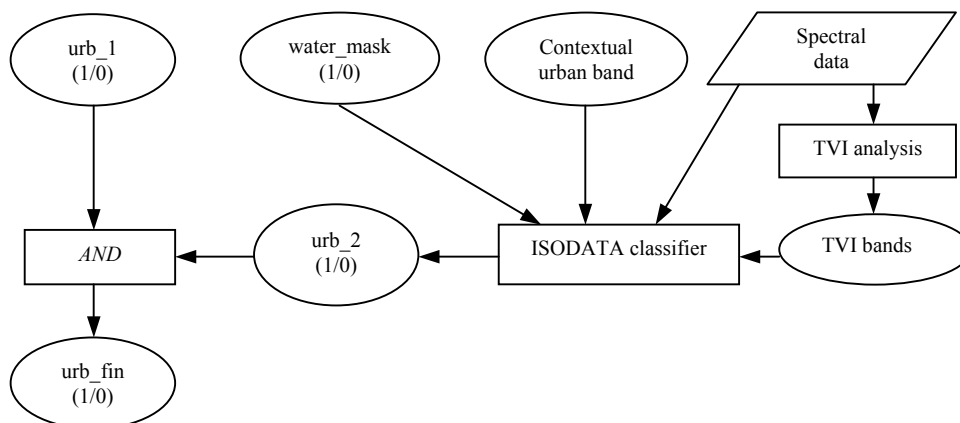 urb_1
(1/0)
water_mask
(1/0)
Contextual
urban band
Spectral
data
TVI analysis
AND
urb_2
(1/0)
ISODATA classifier
TVI bands
urb_fin
(1/0)